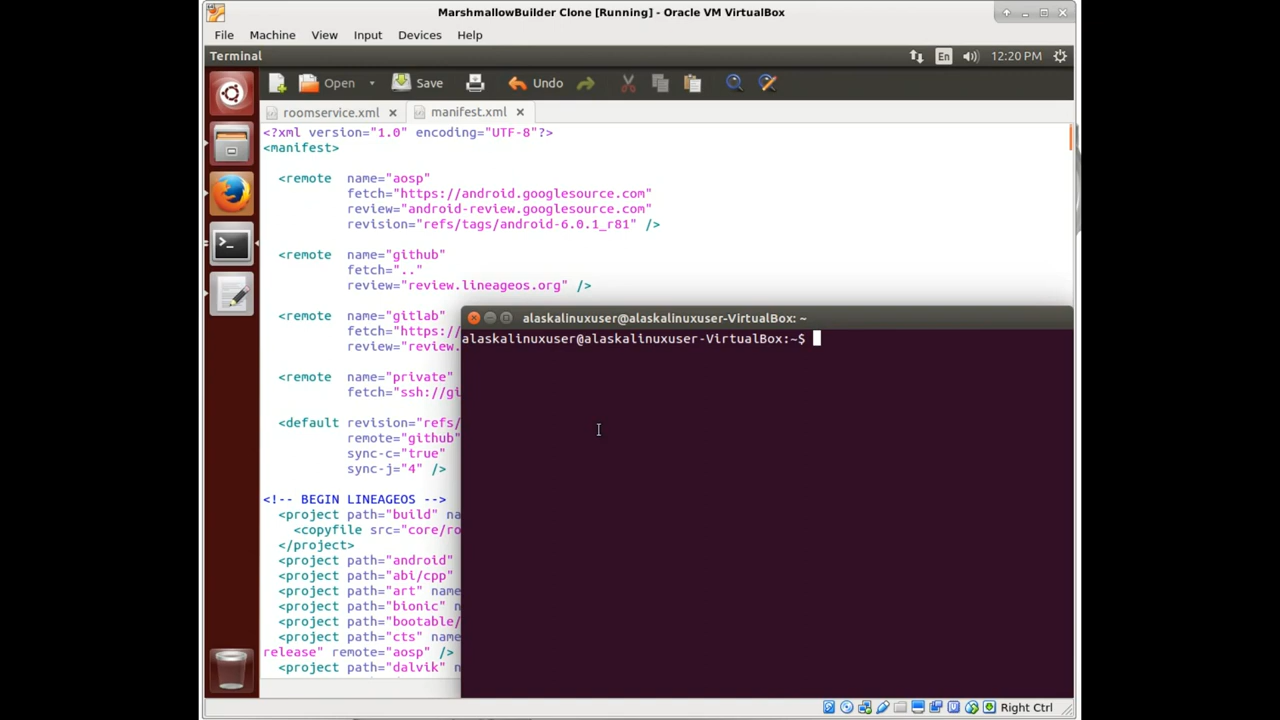 MarshmallowBuilder Clone [Running] - Oracle VM VirtualBox
File Machine View Input Devices Help
Terminal
En
12:20 PM
Open
Save
Undo
roomservice.xml
manifest.xml
<?xml version="1.0" encoding="UTF-8"?>
<manifest>
<remote name="aosp"
fetch="https://android.googlesource.com"
review="android-review.googlesource.com"
revision="refs/tags/android-6.0.1_r81" />
<remote name="github"
fetch=".."
review="review.lineageos.org" />
<remote name="gitlab"
fetch="https:/
review="review.
<remote name="private"
fetch="ssh://gi
<default revision="refs/
remote="github"
sync-c="true"
sync-j="4" />
<!-- BEGIN LINEAGEOS -->
<project path="build" na
<copyfile src="core/ro
</project>
<project path="android"
<project path="abi/cpp"
<project path="art" name
<project path="bionic" n
<project path="bootable/
<project path="cts" name
release" remote="aosp" />
<project path="dalvik" n
alaskalinuxuser@alaskalinuxuser-VirtualBox: ~
alaskalinuxuser@alaskalinuxuser-VirtualBox:~$
Right Ctrl